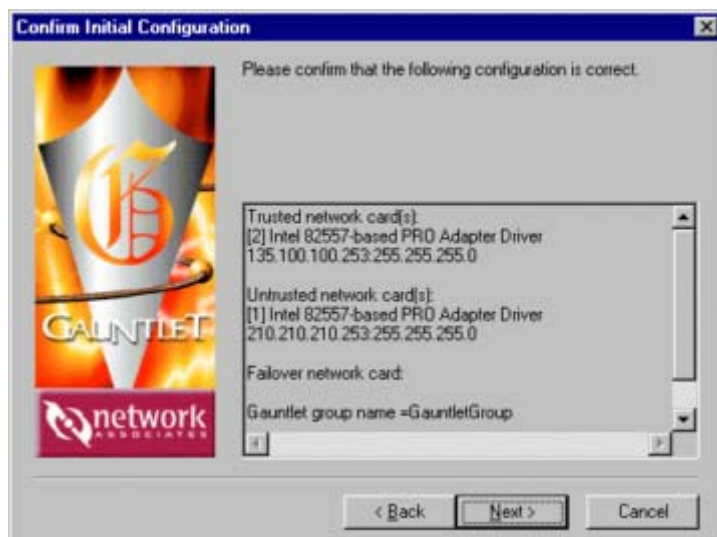 Confirm Initial Configuration
Please confirm that the following configuration is correct.
G
GAUNTLET
network
ASSOCIATES
Trusted network card(s):
[2] Intel 82557-based PRO Adapter Driver
135.100.100.253:255.255.255.0
Untrusted network card(s):
[1] Intel 82557-based PRO Adapter Driver
210.210.210.253:255.255.255.0
Failover network card:
Gauntlet group name =GauntletGroup
< Back
Next >
Cancel